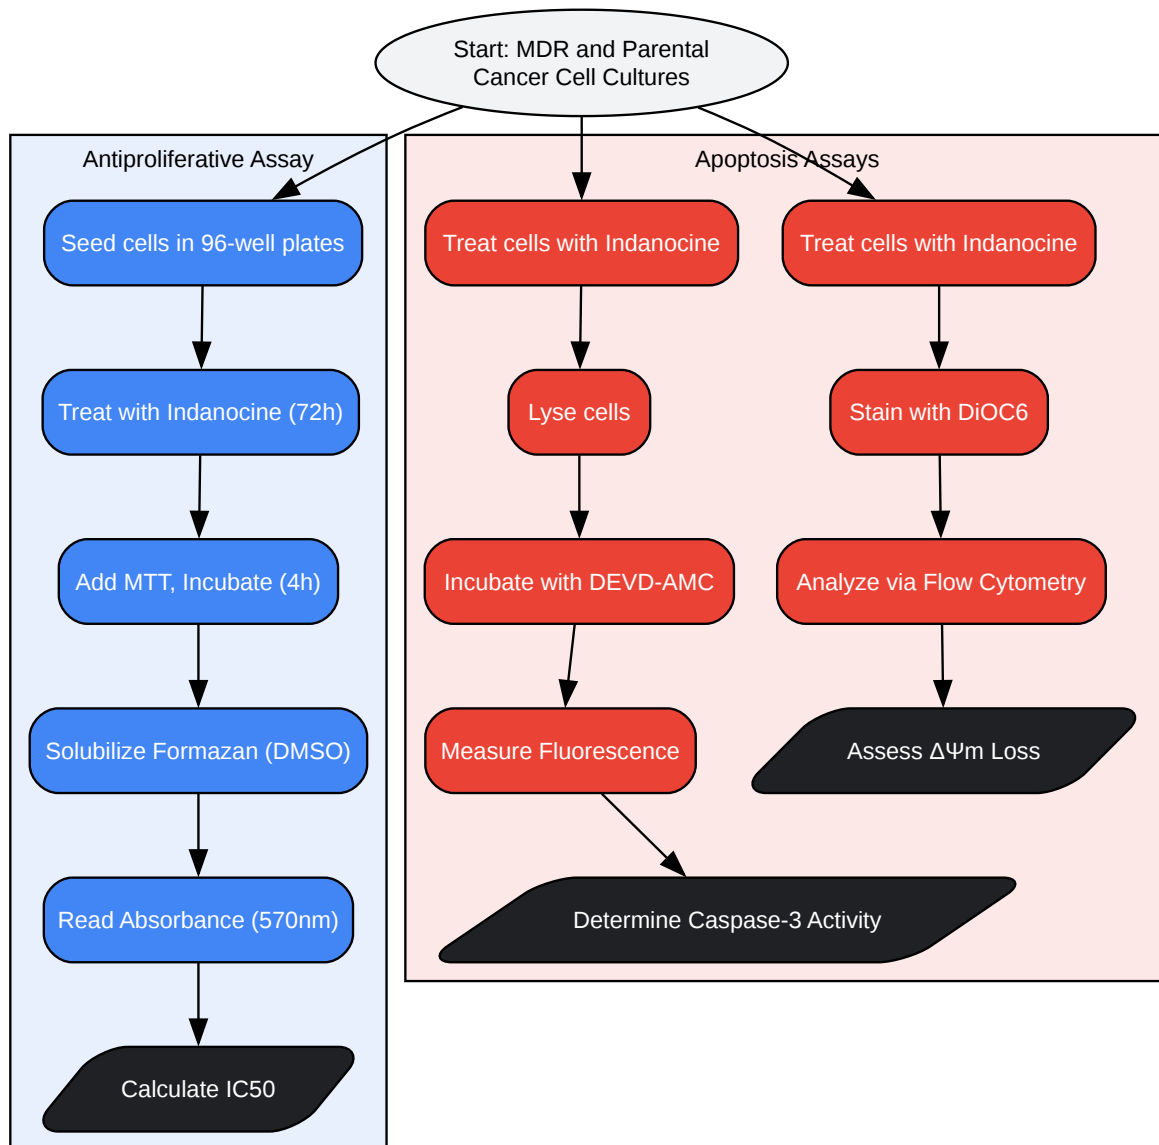 Start: MDR and Parental
Cancer Cell Cultures
Antiproliferative Assay
Seed cells in 96-well plates
Treat with Indanocine (72h)
Add MTT, Incubate (4h)
Solubilize Formazan (DMSO)
Read Absorbance (570nm)
Calculate IC50
Apoptosis Assays
Treat cells with Indanocine
Lyse cells
Incubate with DEVD-AMC
Measure Fluorescence
Determine Caspase-3 Activity
Treat cells with Indanocine
Stain with DiOC6
Analyze via Flow Cytometry
Assess ΔΨm Loss